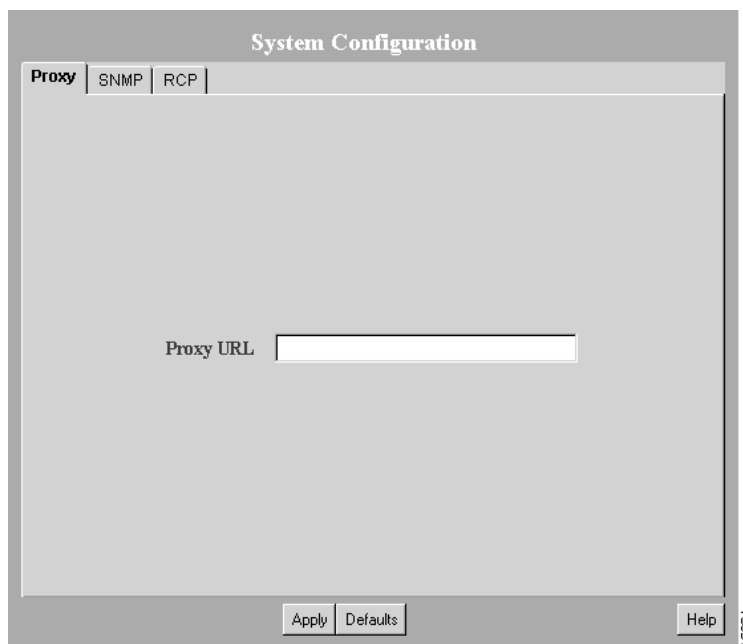 System Configuration
Proxy SNMP RCP
Proxy URL
Apply Defaults Help